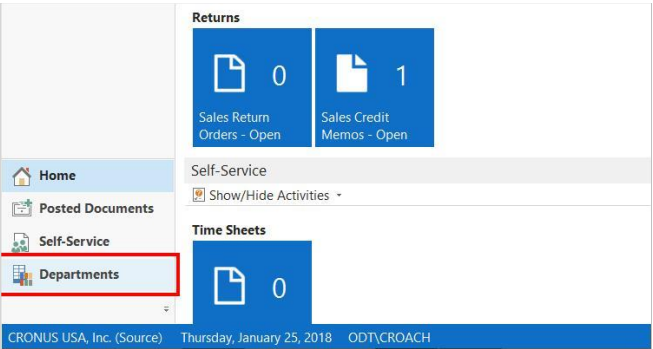 Returns
0
1
Sales Return
Orders - Open
Sales Credit
Memos - Open
Home
Posted Documents
Self-Service
Departments
Self-Service
Show/Hide Activities
Time Sheets
0
CRONUS USA, Inc. (Source) Thursday, January 25, 2018 ODT\CROACH